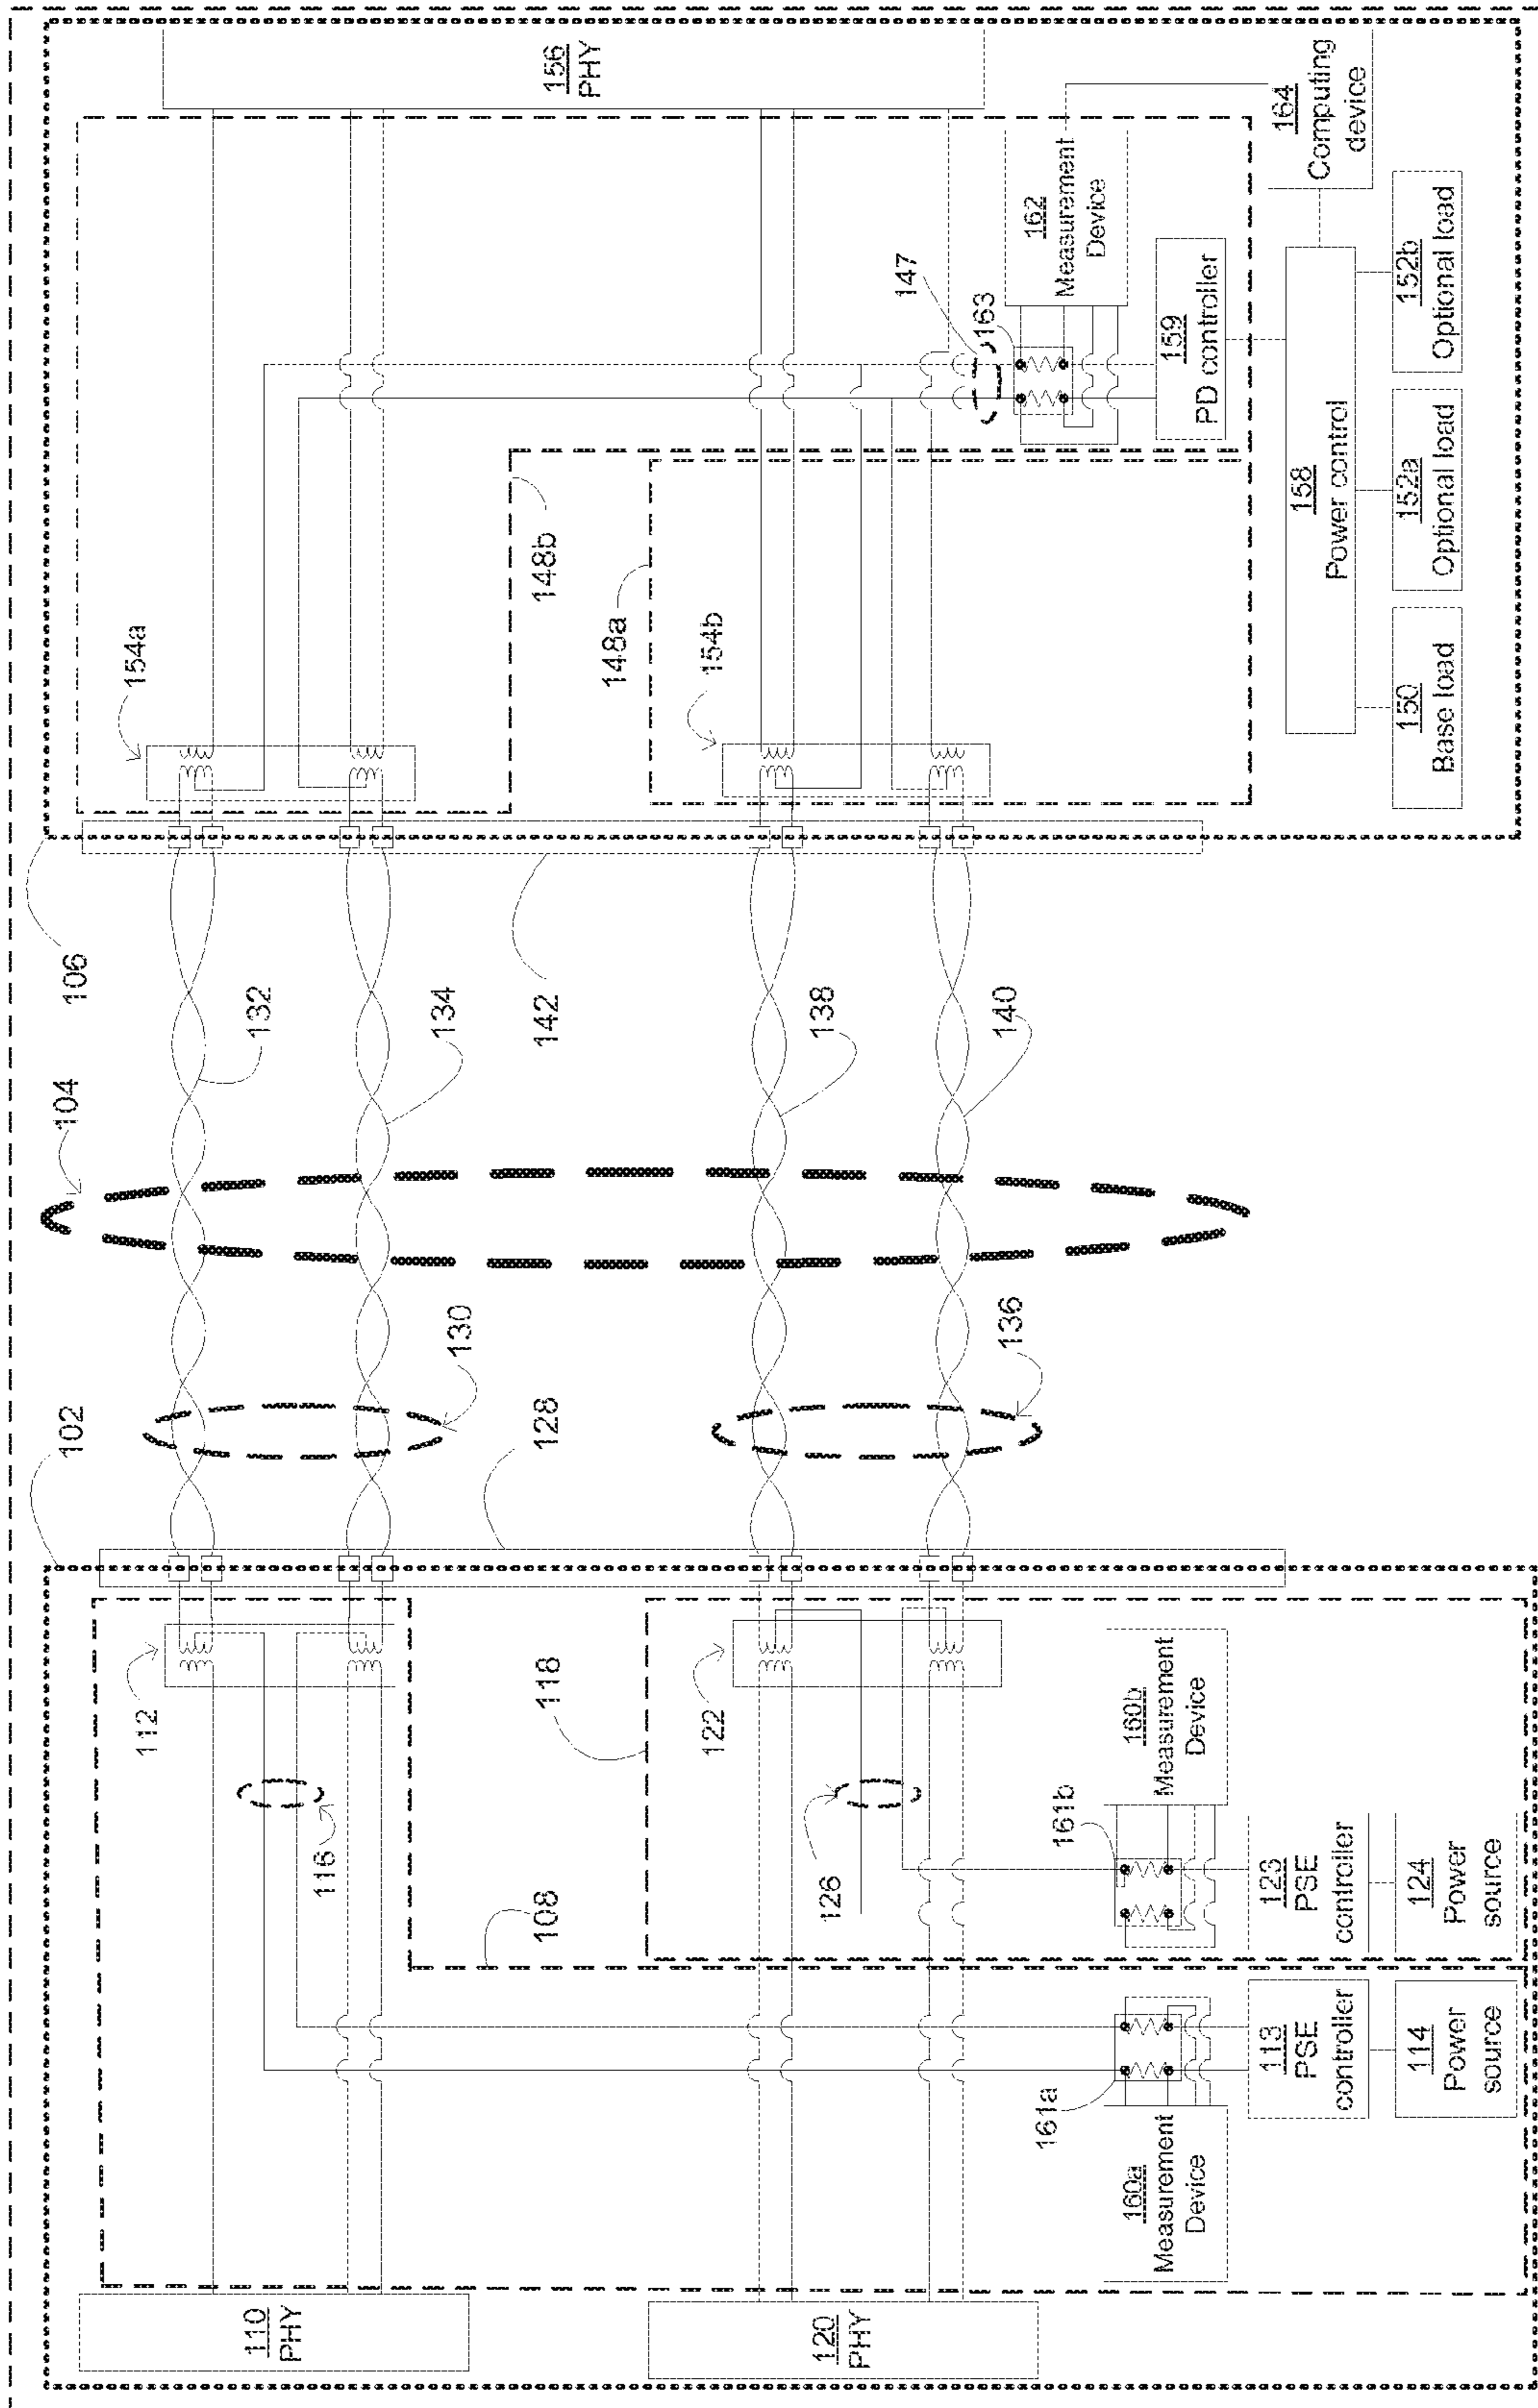 102
104
106
110
PHY
112
116
108
130
132
134
128
142
154a
148b
156
PHY
120
PHY
118
122
126
136
138
140
148a
154b
147
163
161a
160a
Measurement
Device
161b
160b
Measurement
Device
162
Measurement
Device
113
PSE
controller
123
PSE
controller
159
PD controller
114
Power
source
124
Power
source
158
Power control
164
Computing
device
150
Base load
152a
Optional load
152b
Optional load